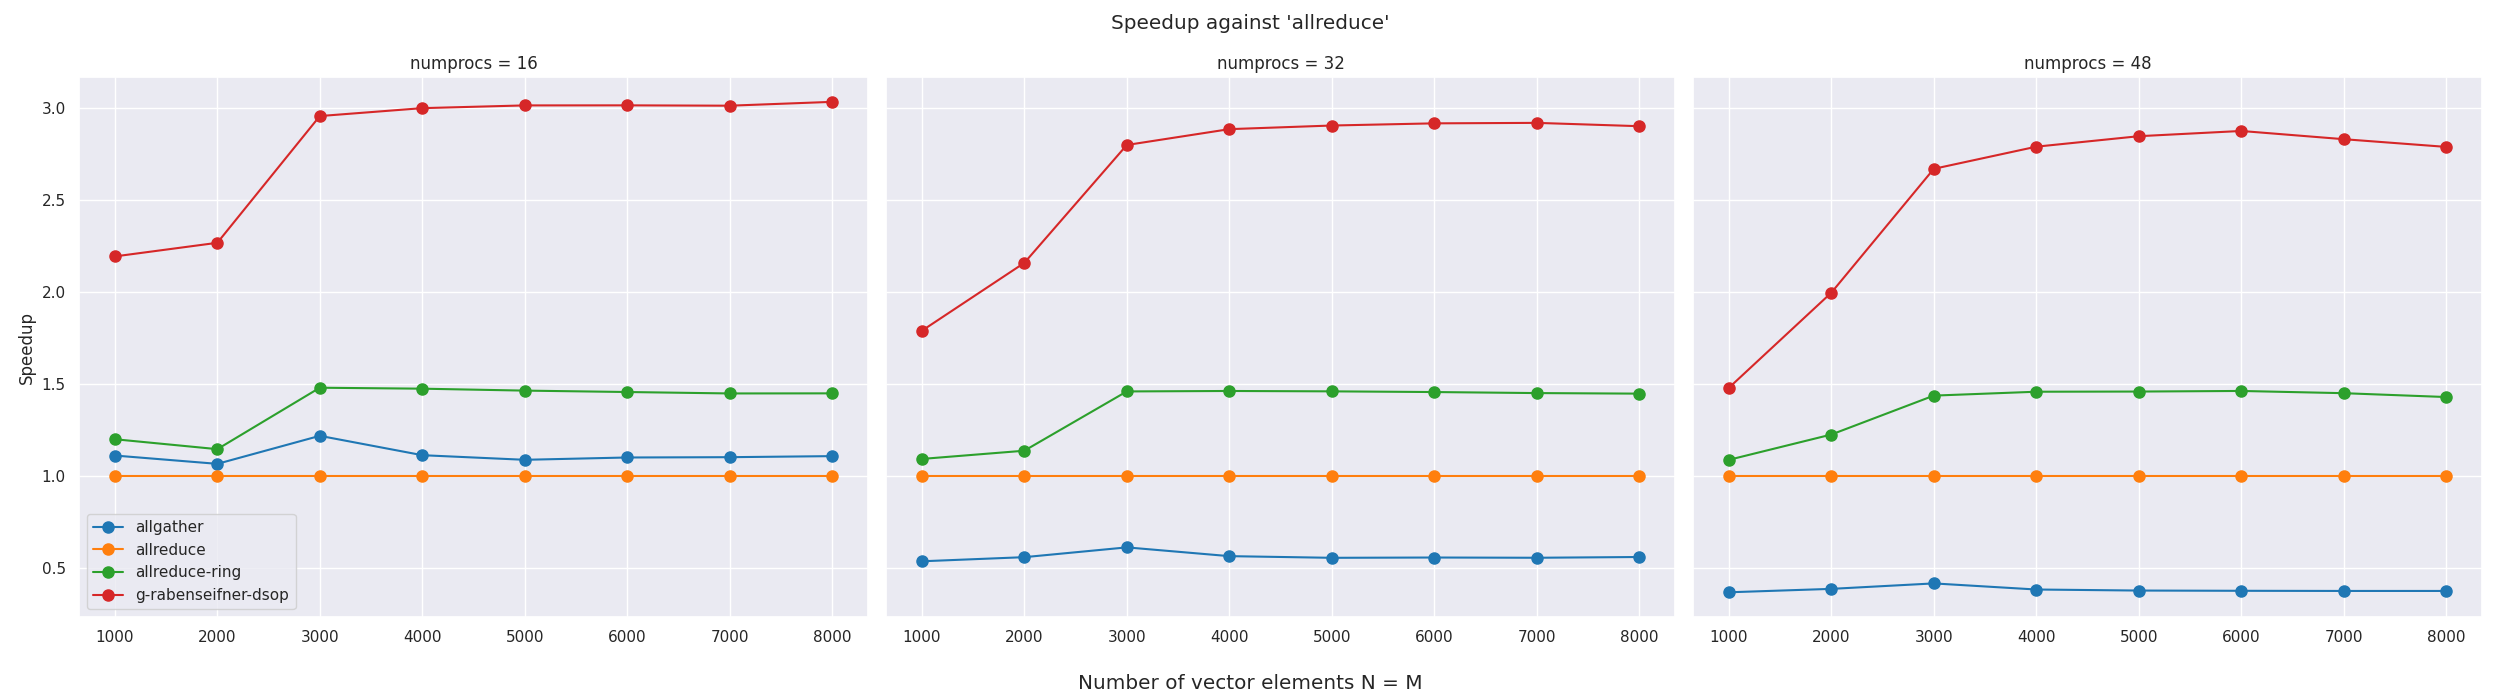 Speedup against 'allreduce'
numprocs = 16
numprocs = 32
numprocs = 48
Speedup
3.0
2.5
2.0
1.5
1.0
0.5
allgather
allreduce
allreduce-ring
g-rabenseifner-dsop
1000 2000 3000 4000 5000 6000 7000 8000
1000 2000 3000 4000 5000 6000 7000 8000
1000 2000 3000 4000 5000 6000 7000 8000
Number of vector elements N = M